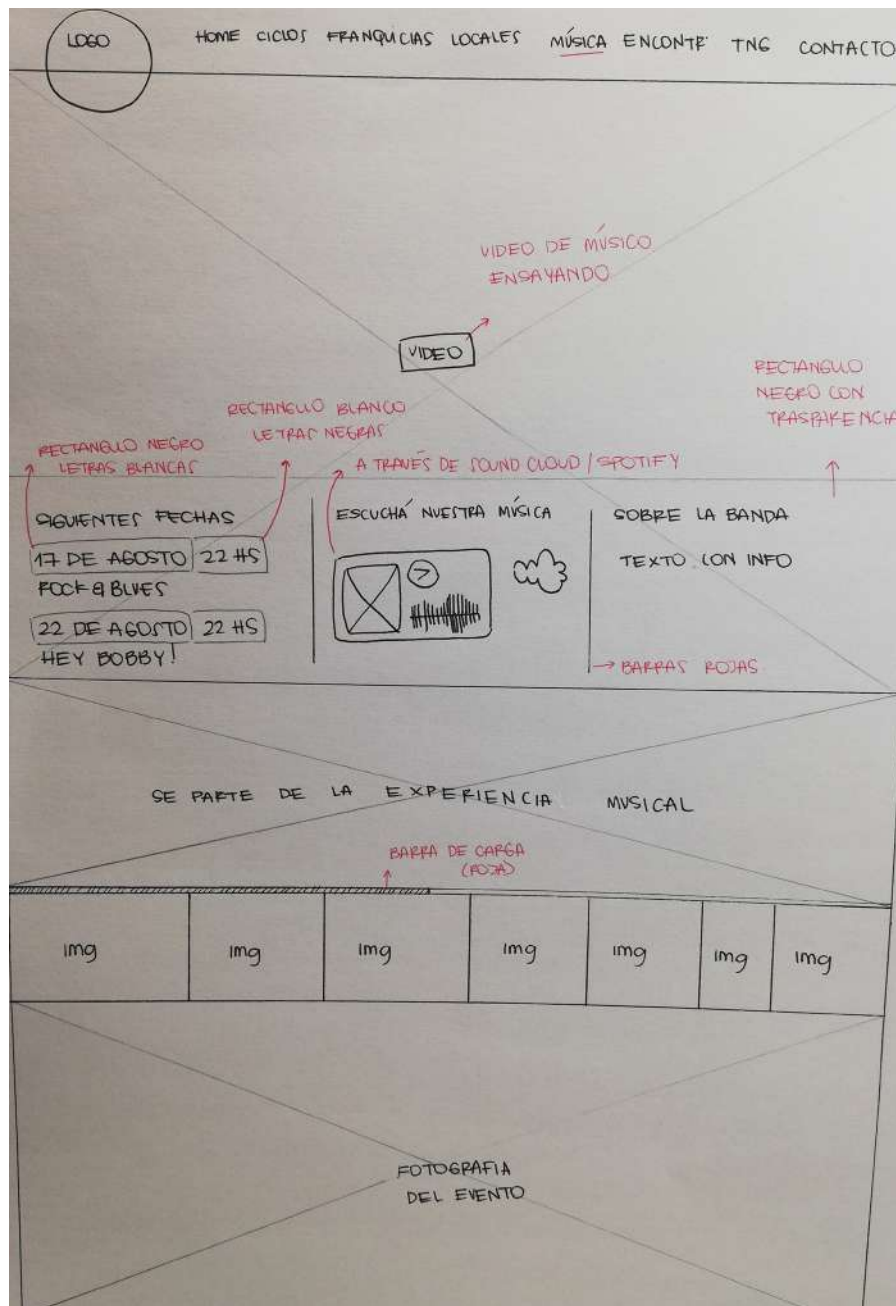 LOGO
HOME CICLOS FRANQUICIAS LOCALES MÚSICA ENCONTR' TNG CONTACTO
VIDEO DE MÚSICO
ENSAYANDO
VIDEO
RECTANGULO
NEGRO CON
TRASPARENCIA
RECTANGULO BLANCO
LETRAS NEGRAS
RECTANGULO NEGRO
LETRAS BLANCAS
A TRAVÉS DE SOUND CLOUD / SPOTIFY
SIGUIENTES FECHAS
17 DE AGOSTO 22 HS
ROCK & BLUES
22 DE AGOSTO 22 HS
HEY BOBBY!
ESCUCHÁ NUESTRA MÚSICA
SOBRE LA BANDA
TEXTO CON INFO
BARRAS ROJAS
SE PARTE DE LA EXPERIENCIA MUSICAL
BARRA DE CARGA
(ROJA)
img img img img img img img
FOTOGRAFIA
DEL EVENTO